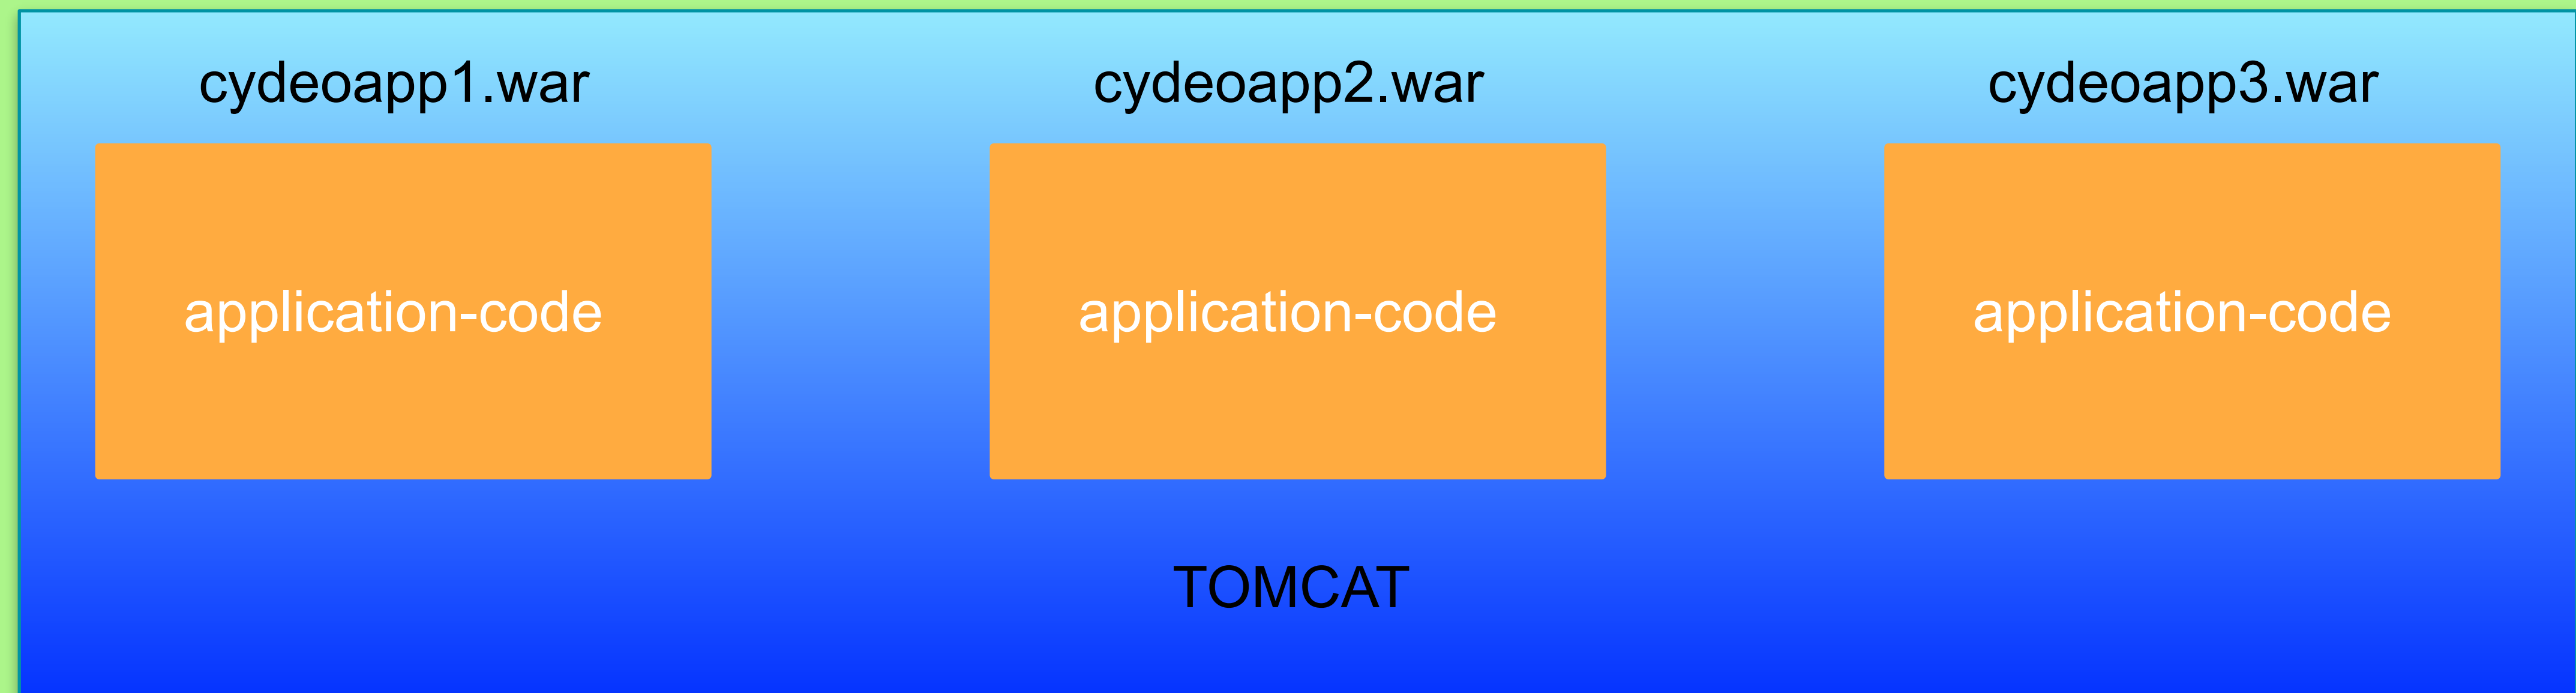 cydeoapp1.war
cydeoapp2.war
cydeoapp3.war
application-code
application-code
application-code
TOMCAT